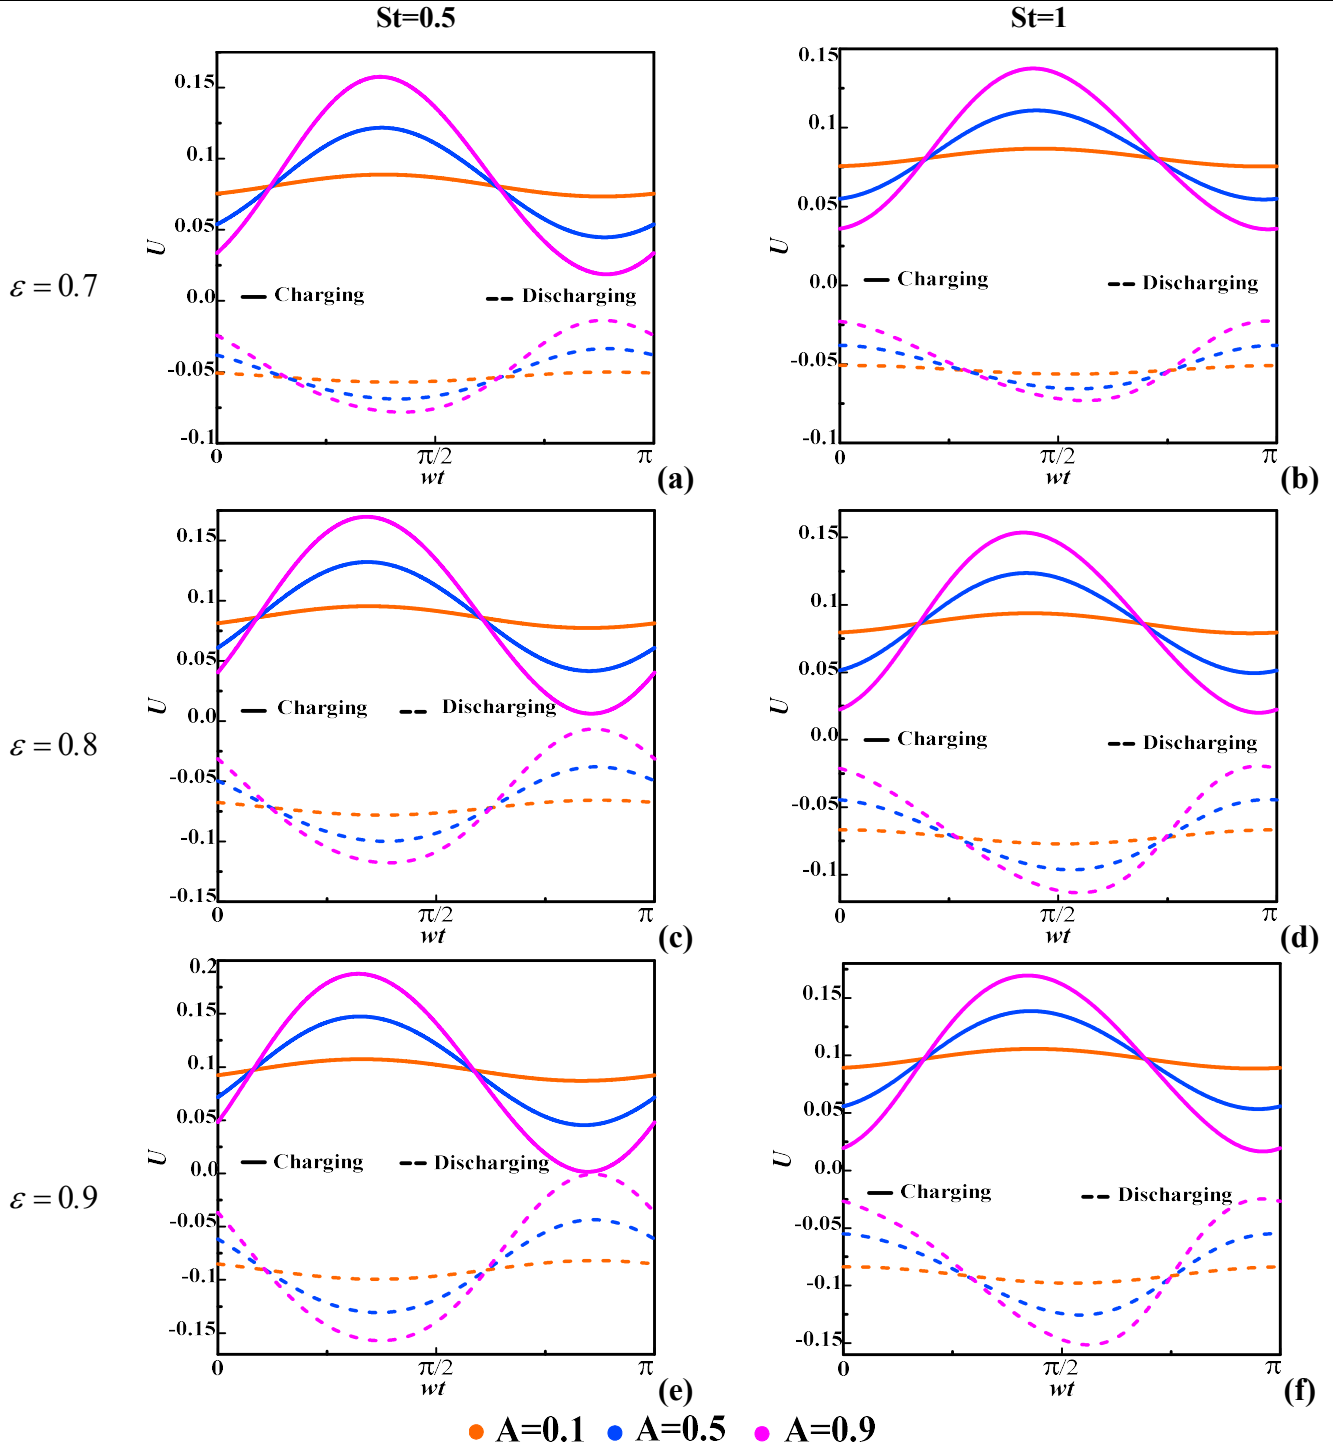 St=0.5 St=1
0.15
0.1
0.05
0.0
-0.05
-0.1
U
Charging Discharging
0 π/2 π
wt
(a)
0.15
0.1
0.05
0.0
-0.05
-0.1
U
Charging Discharging
0 π/2 π
wt
(b)
ε = 0.7
0.15
0.1
0.05
0.0
-0.05
-0.1
-0.15
U
Charging Discharging
0 π/2 π
wt
(c)
0.15
0.1
0.05
0.0
-0.05
-0.1
U
Charging Discharging
0 π/2 π
wt
(d)
ε = 0.8
0.2
0.15
0.1
0.05
0.0
-0.05
-0.1
-0.15
U
Charging Discharging
0 π/2 π
wt
(e)
0.15
0.1
0.05
0.0
-0.05
-0.1
-0.15
U
Charging Discharging
0 π/2 π
wt
(f)
ε = 0.9
A=0.1 A=0.5 A=0.9